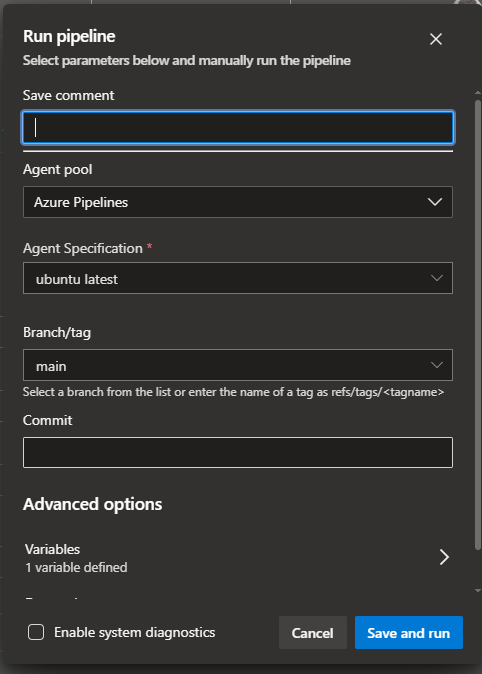 Run pipeline
Select parameters below and manually run the pipeline
Save comment
Agent pool
Azure Pipelines
Agent Specification *
ubuntu latest
Branch/tag
main
Select a branch from the list or enter the name of a tag as refs/tags/<tagname>
Commit
Advanced options
Variables
1 variable defined
Enable system diagnostics
Cancel
Save and run